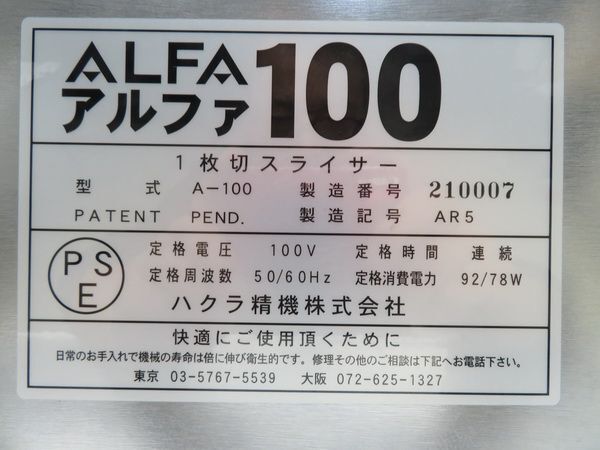 ALFA
アルファ 100
1枚切スライサー
型式 A-100 製造番号 210007
PATENT PEND. 製造記号 AR5
PSE
定格電圧 100V 定格時間 連続
定格周波数 50/60Hz 定格消費電力 92/78W
ハクラ精機株式会社
快適にご使用頂くために
日常のお手入れで機械の寿命は倍に伸び衛生的です。修理その他のご相談は下記へお電話下さい。
東京 03-5767-5539 大阪 072-625-1327